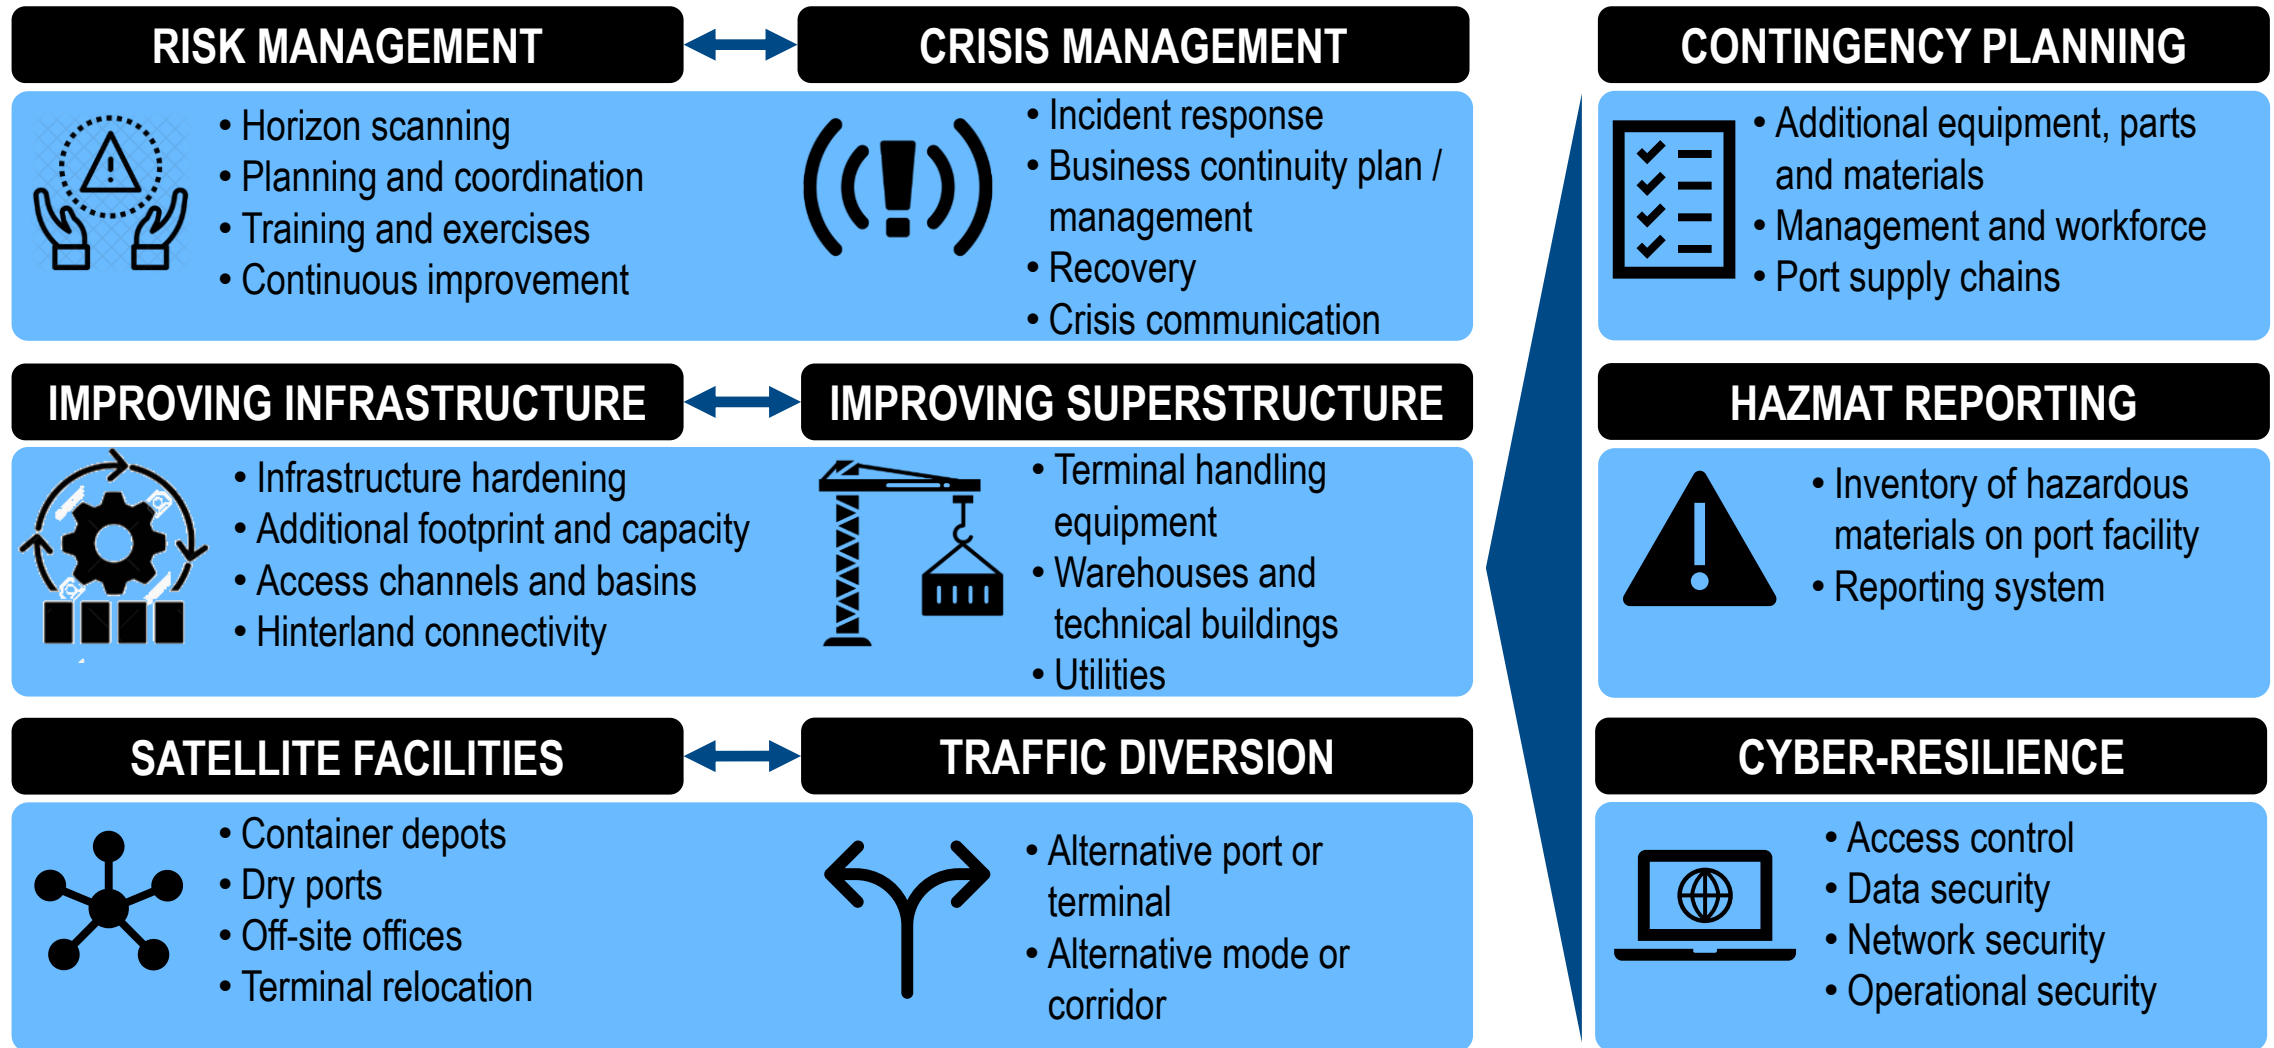 RISK MANAGEMENT
• Horizon scanning
• Planning and coordination
• Training and exercises
• Continuous improvement
CRISIS MANAGEMENT
• Incident response
• Business continuity plan /
management
• Recovery
• Crisis communication
CONTINGENCY PLANNING
• Additional equipment, parts
and materials
• Management and workforce
• Port supply chains
IMPROVING INFRASTRUCTURE
• Infrastructure hardening
• Additional footprint and capacity
• Access channels and basins
• Hinterland connectivity
IMPROVING SUPERSTRUCTURE
• Terminal handling
equipment
• Warehouses and
technical buildings
• Utilities
HAZMAT REPORTING
• Inventory of hazardous
materials on port facility
• Reporting system
SATELLITE FACILITIES
• Container depots
• Dry ports
• Off-site offices
• Terminal relocation
TRAFFIC DIVERSION
• Alternative port or
terminal
• Alternative mode or
corridor
CYBER-RESILIENCE
• Access control
• Data security
• Network security
• Operational security